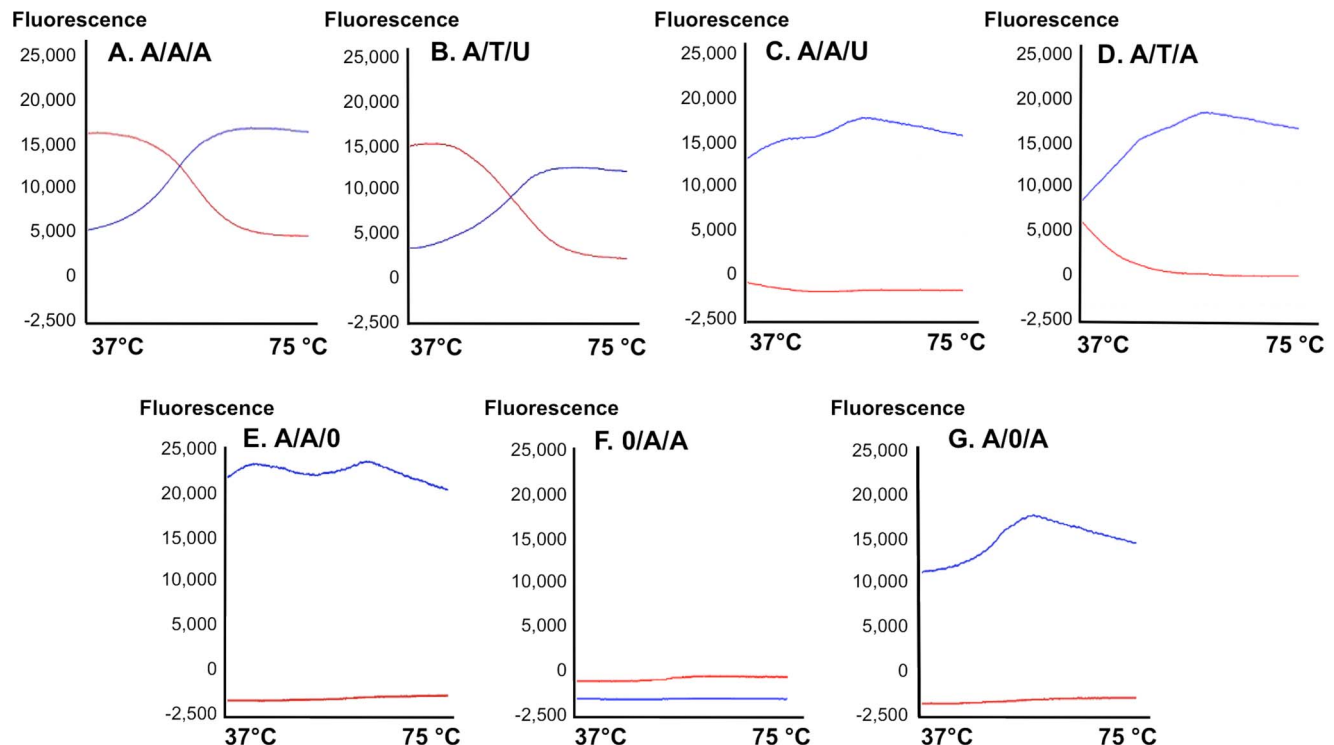 Fluorescence
A. A/A/A
25,000
20,000
15,000
10,000
5,000
0
-2,500
37°C 75 °C
Fluorescence
B. A/T/U
25,000
20,000
15,000
10,000
5,000
0
-2,500
37°C 75 °C
Fluorescence
C. A/A/U
25,000
20,000
15,000
10,000
5,000
0
-2,500
37°C 75 °C
Fluorescence
D. A/T/A
25,000
20,000
15,000
10,000
5,000
0
-2,500
37°C 75 °C
Fluorescence
E. A/A/0
25,000
20,000
15,000
10,000
5,000
0
-2,500
37°C 75 °C
Fluorescence
F. 0/A/A
25,000
20,000
15,000
10,000
5,000
0
-2,500
37°C 75 °C
Fluorescence
G. A/0/A
25,000
20,000
15,000
10,000
5,000
0
-2,500
37°C 75 °C